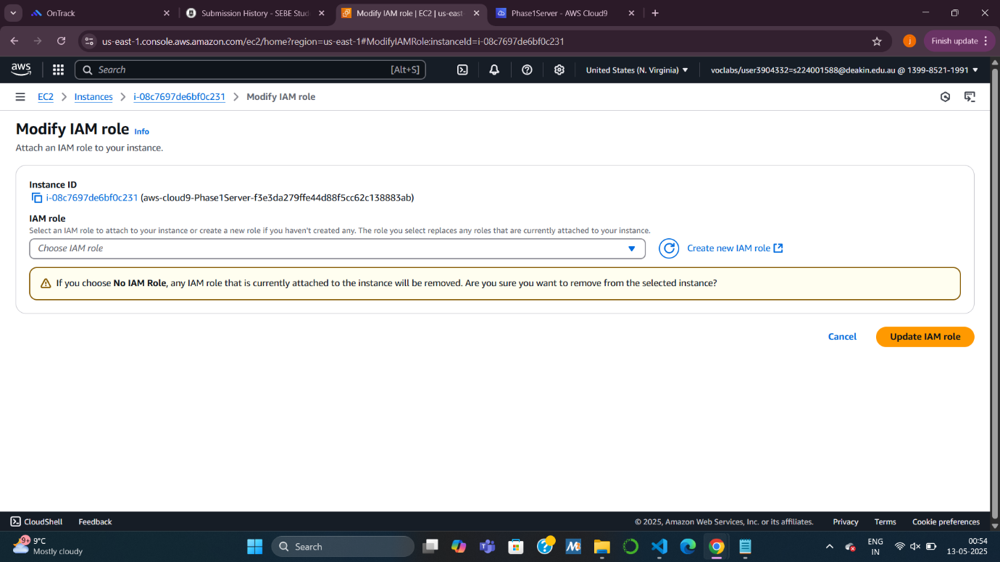 OnTrack
Submission History - SEBE Stud
Modify IAM role | EC2 | us-east-
Phase1Server - AWS Cloud9
us-east-1.console.aws.amazon.com/ec2/home?region=us-east-1#ModifyIAMRole:instanceId=i-08c7697de6bf0c231
j
Finish update
aws
Search
[Alt+S]
United States (N. Virginia)
voclabs/user3904332=s224001588@deakin.edu.au @ 1399-8521-1991
EC2
Instances
i-08c7697de6bf0c231
Modify IAM role
Modify IAM role Info
Attach an IAM role to your instance.
Instance ID
i-08c7697de6bf0c231 (aws-cloud9-Phase1Server-f3e3da279ffe44d88f5cc62c138883ab)
IAM role
Select an IAM role to attach to your instance or create a new role if you haven't created any. The role you select replaces any roles that are currently attached to your instance.
Choose IAM role
Create new IAM role
If you choose No IAM Role, any IAM role that is currently attached to the instance will be removed. Are you sure you want to remove from the selected instance?
Cancel
Update IAM role
CloudShell
Feedback
© 2025, Amazon Web Services, Inc. or its affiliates.
Privacy
Terms
Cookie preferences
9+
9°C
Mostly cloudy
Search
ENG
IN
00:54
13-05-2025